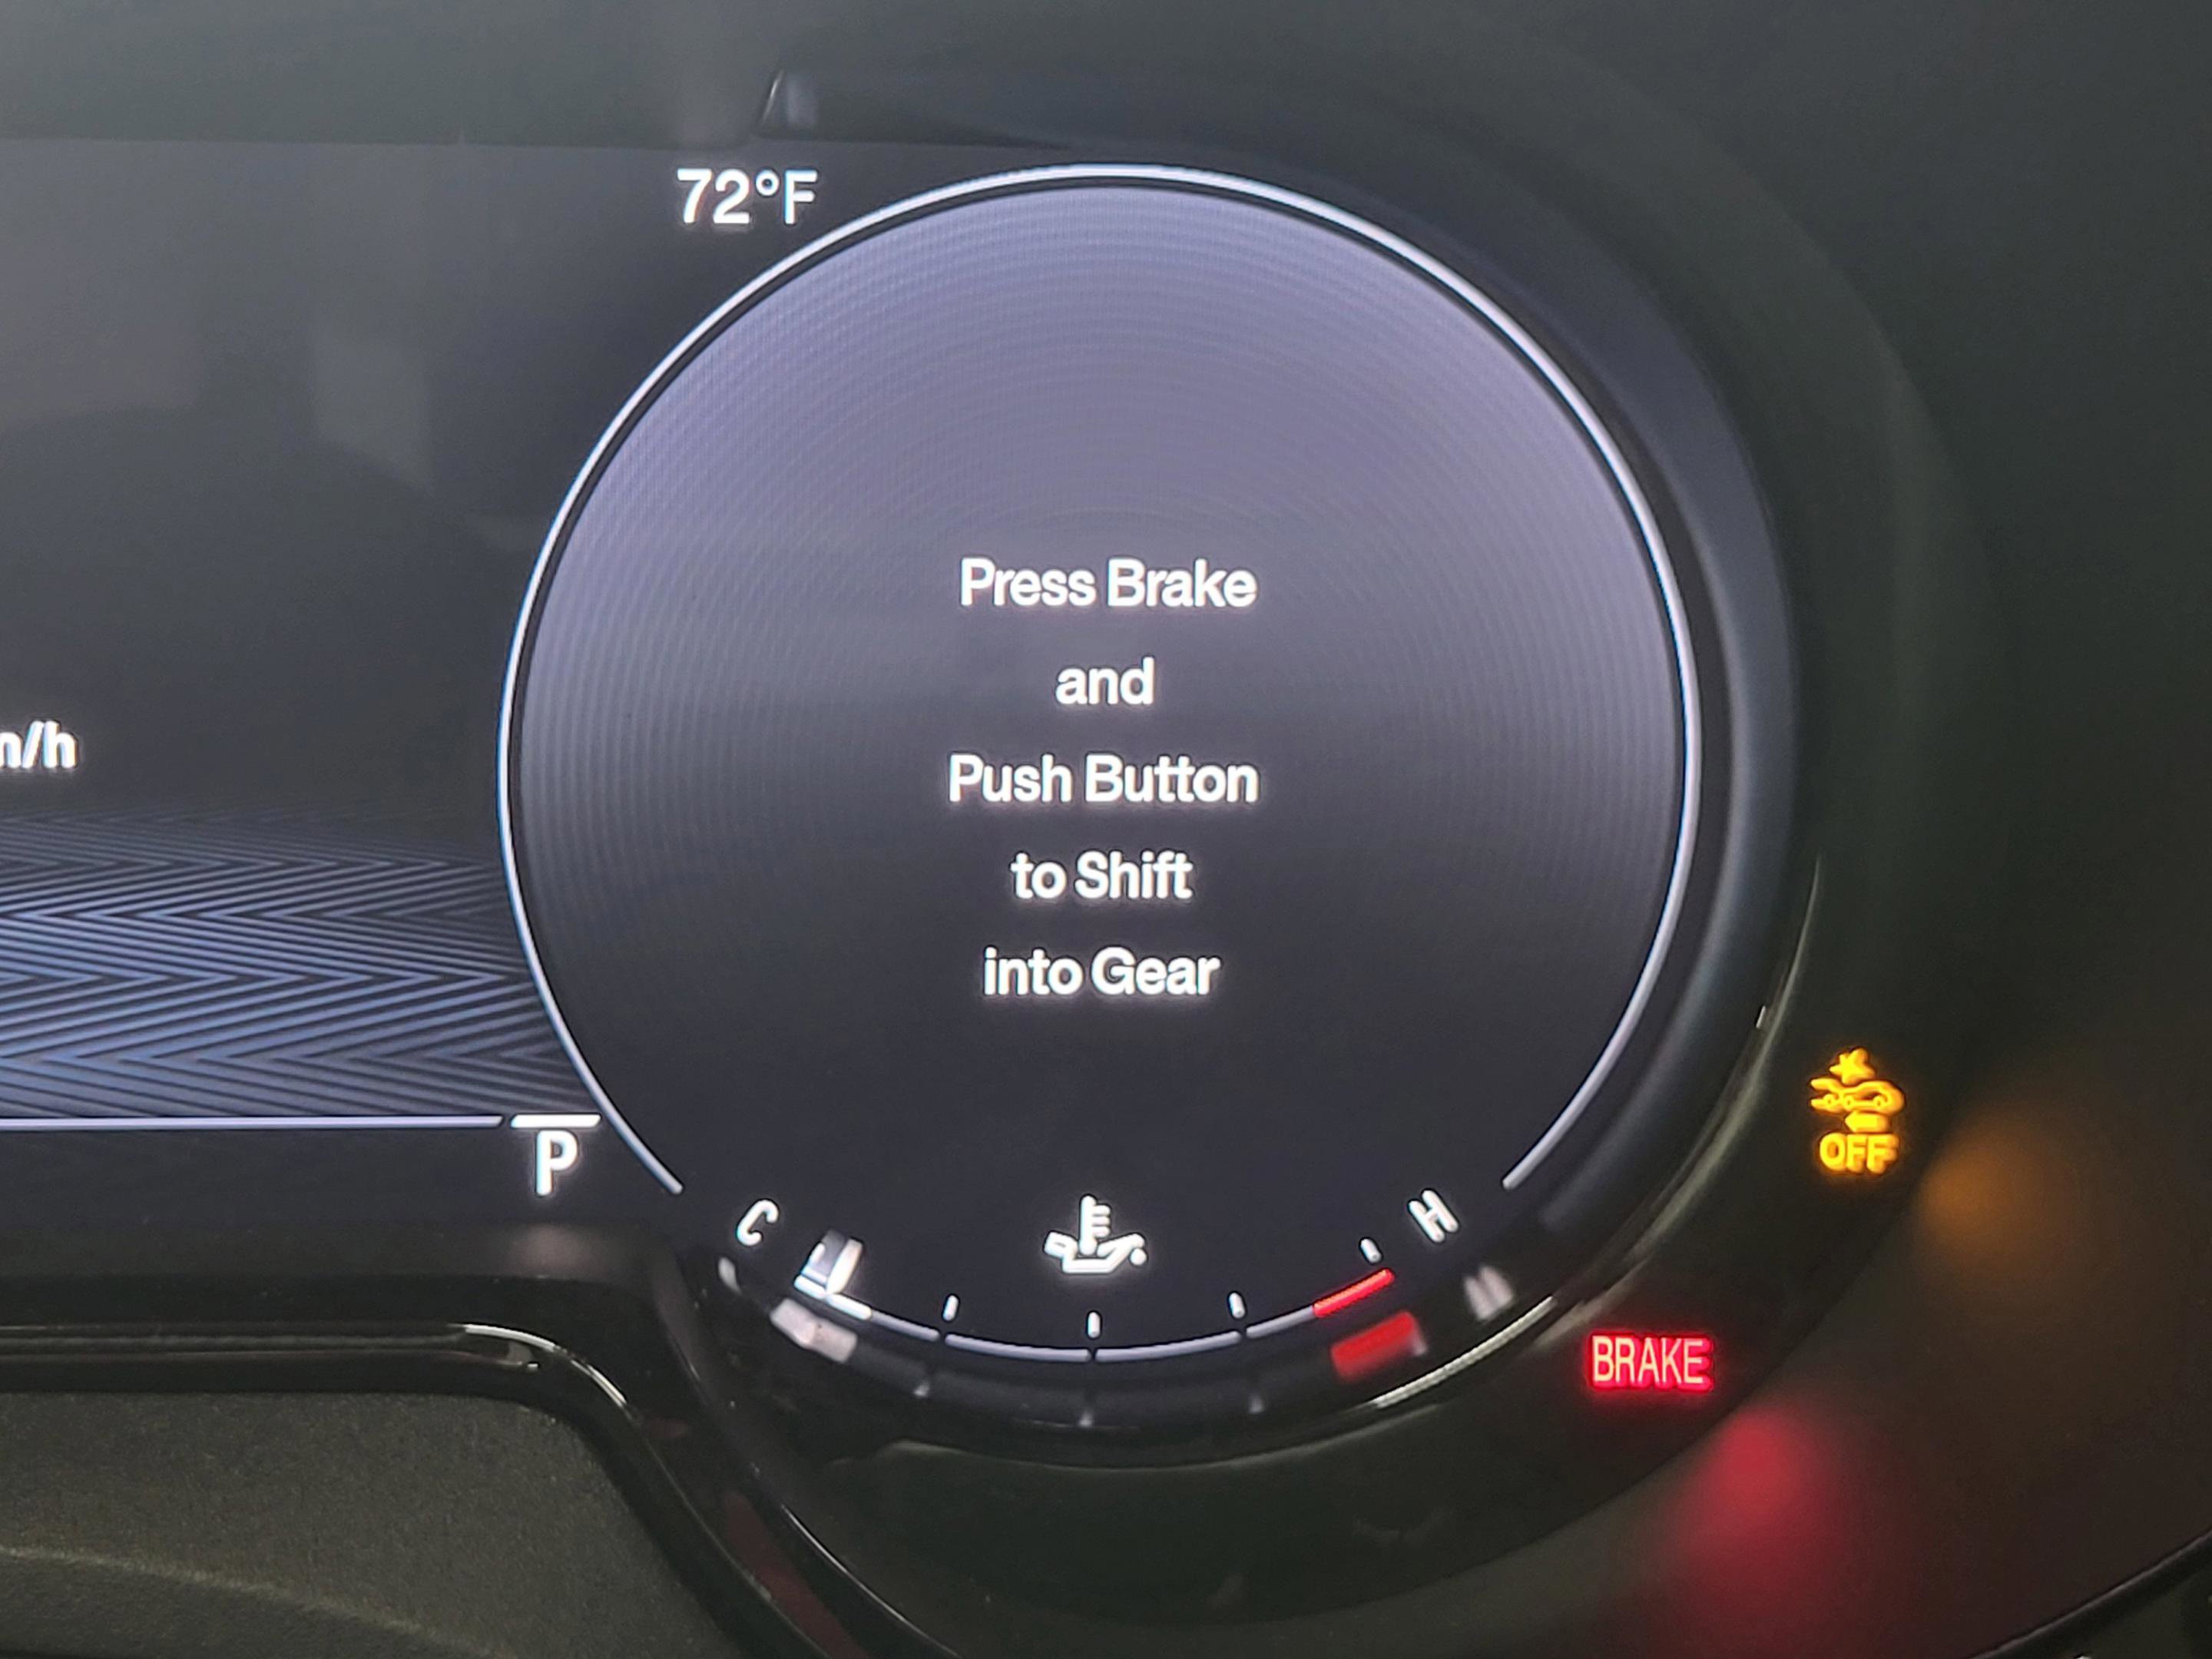 72°F
Press Brake
and
Push Button
to Shift
into Gear
P
C
H
OFF
BRAKE